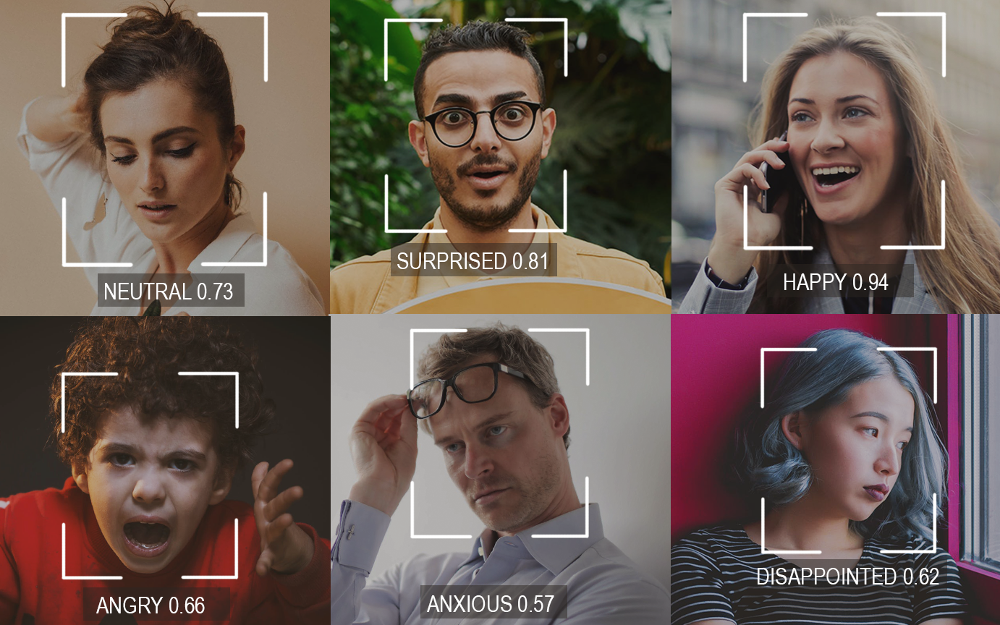 NEUTRAL 0.73
SURPRISED 0.81
HAPPY 0.94
ANGRY 0.66
ANXIOUS 0.57
DISAPPOINTED 0.62